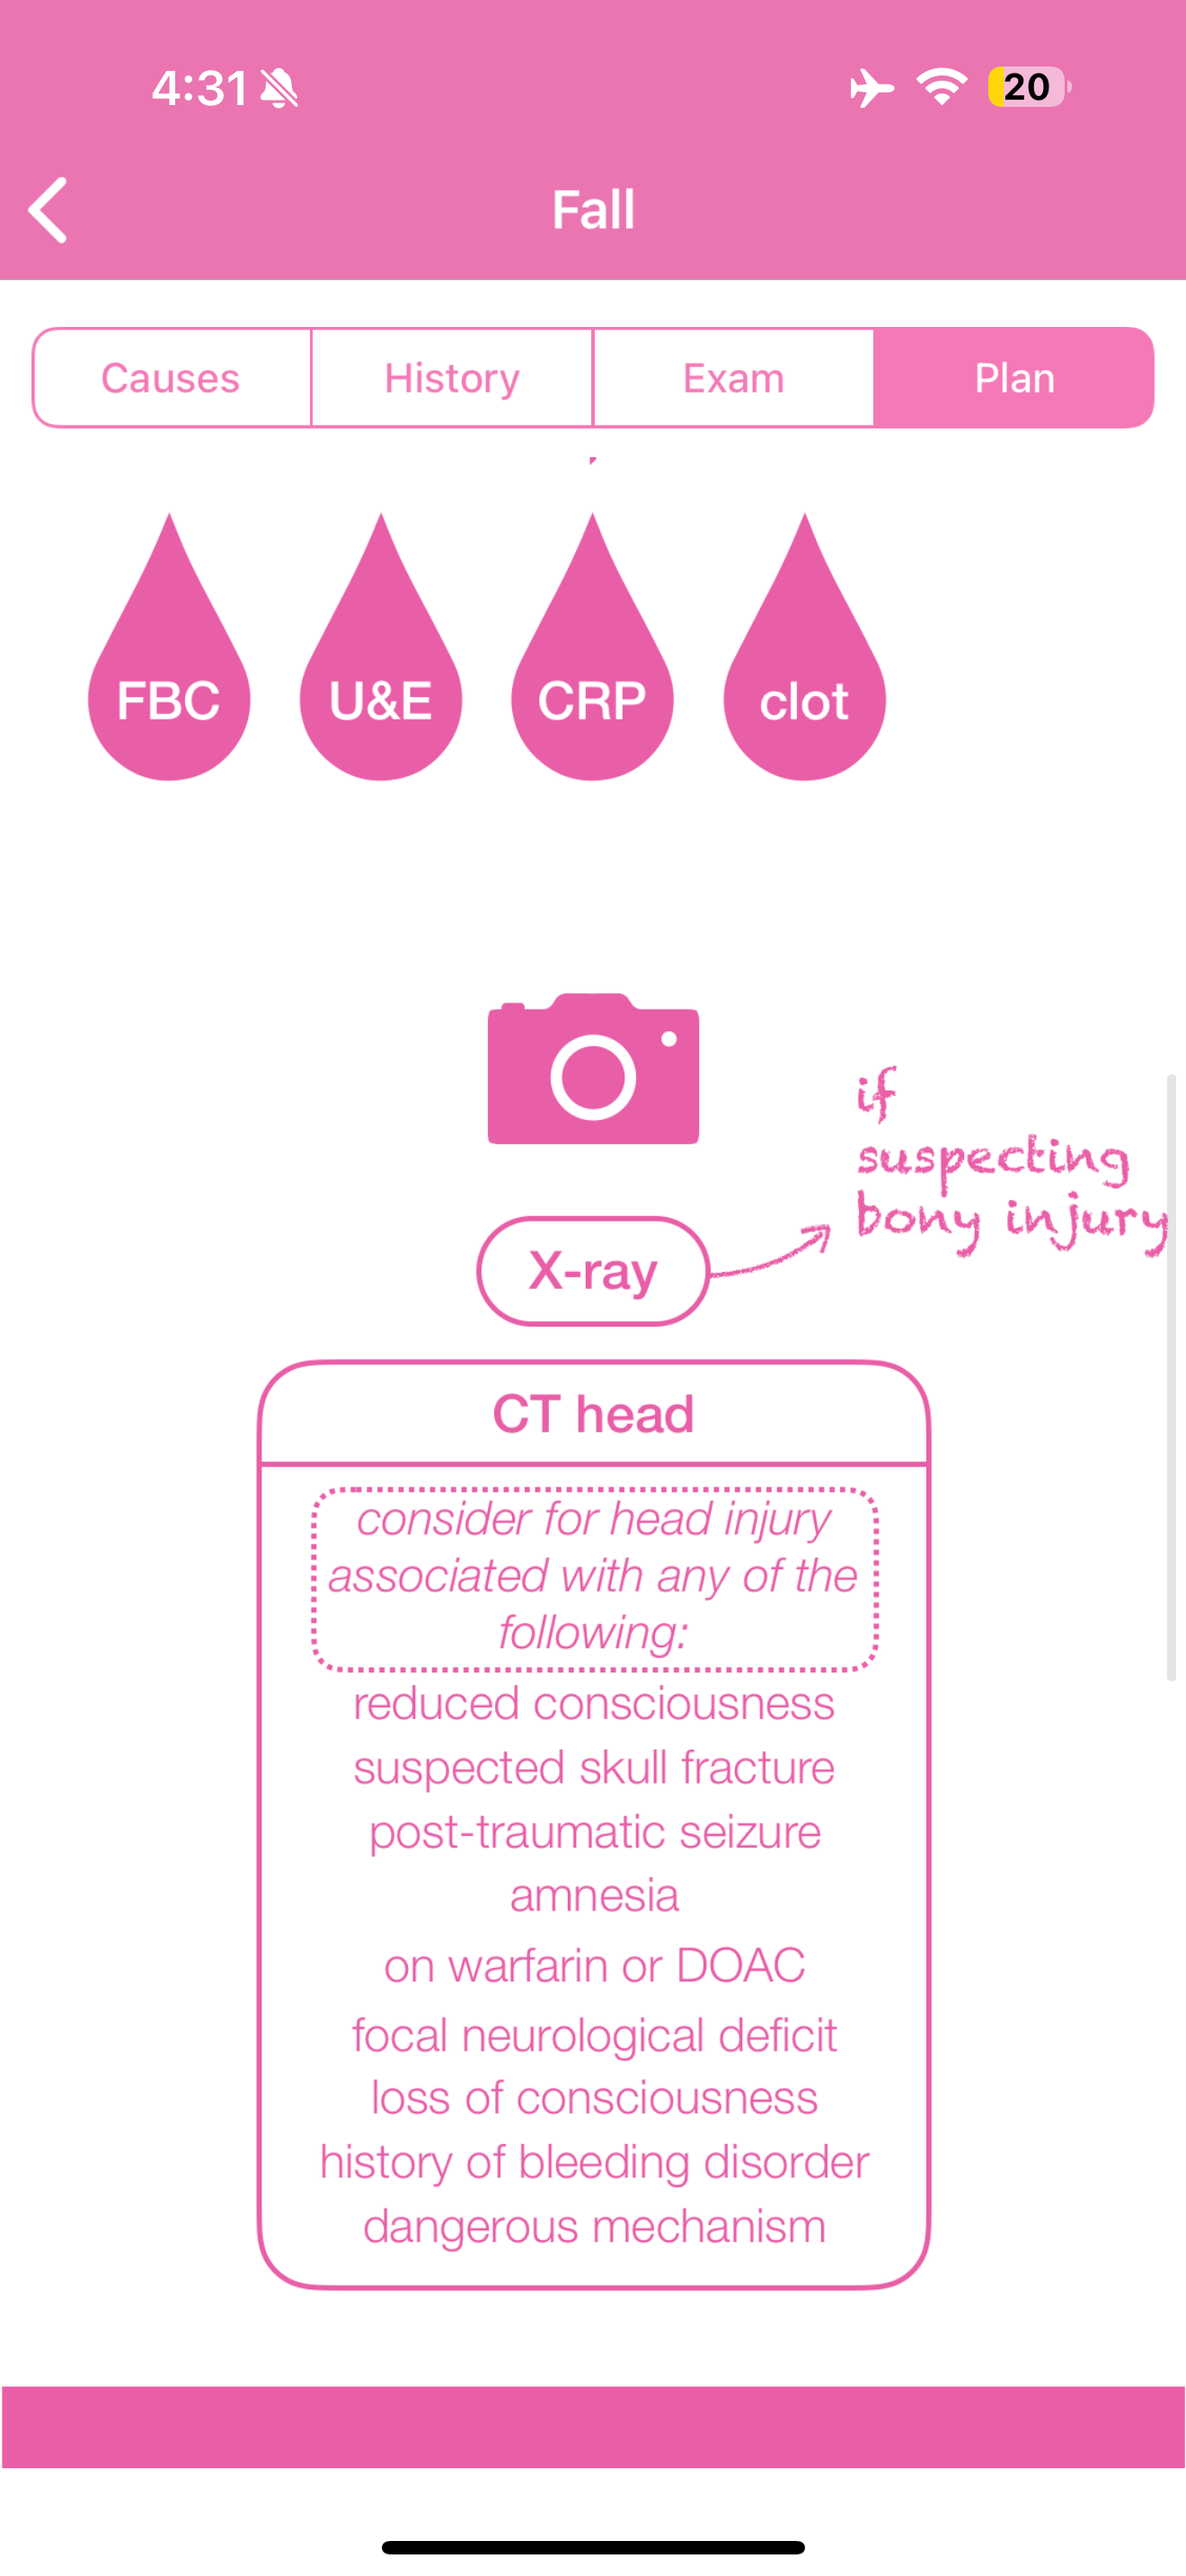 4:31
20
Fall
Causes History Exam Plan
FBC U&E CRP clot
if
suspecting
bony injury
X-ray
CT head
consider for head injury
associated with any of the
following:
reduced consciousness
suspected skull fracture
post-traumatic seizure
amnesia
on warfarin or DOAC
focal neurological deficit
loss of consciousness
history of bleeding disorder
dangerous mechanism